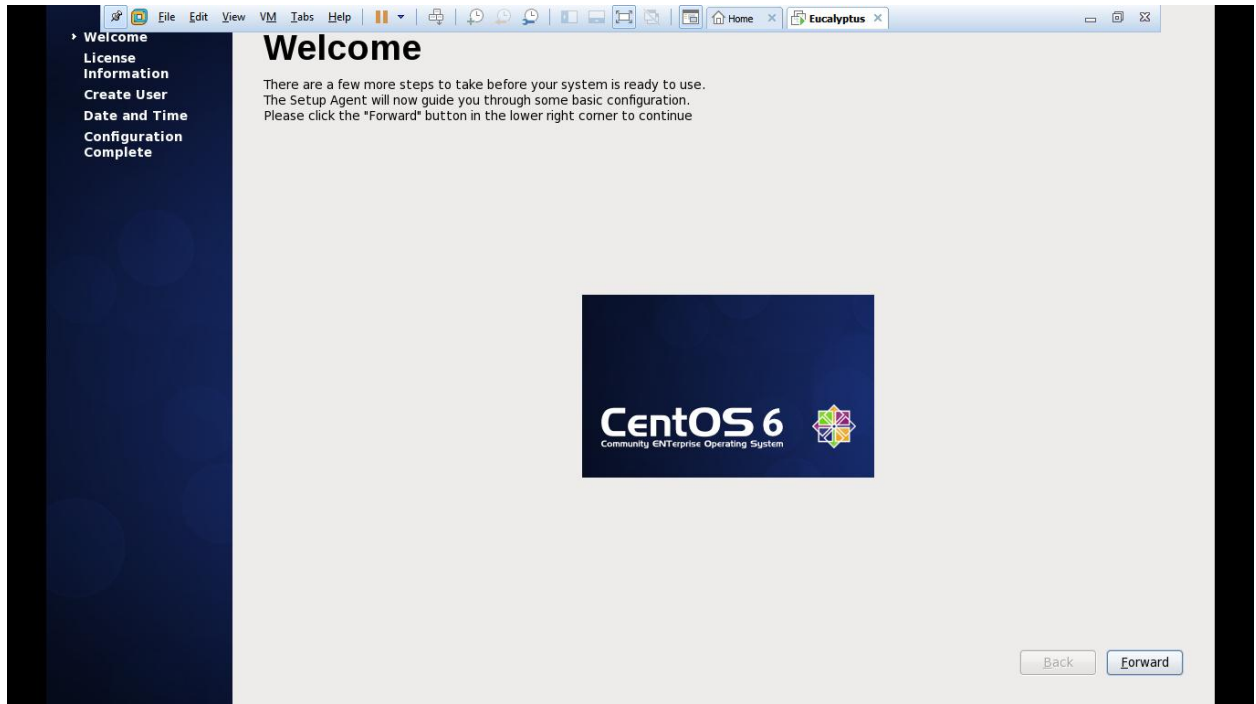 File Edit View VM Tabs Help Home Eucalyptus
Welcome
License
Information
Create User
Date and Time
Configuration
Complete
Welcome
There are a few more steps to take before your system is ready to use.
The Setup Agent will now guide you through some basic configuration.
Please click the "Forward" button in the lower right corner to continue
CentOS 6
Community ENTerprise Operating System
Back Forward